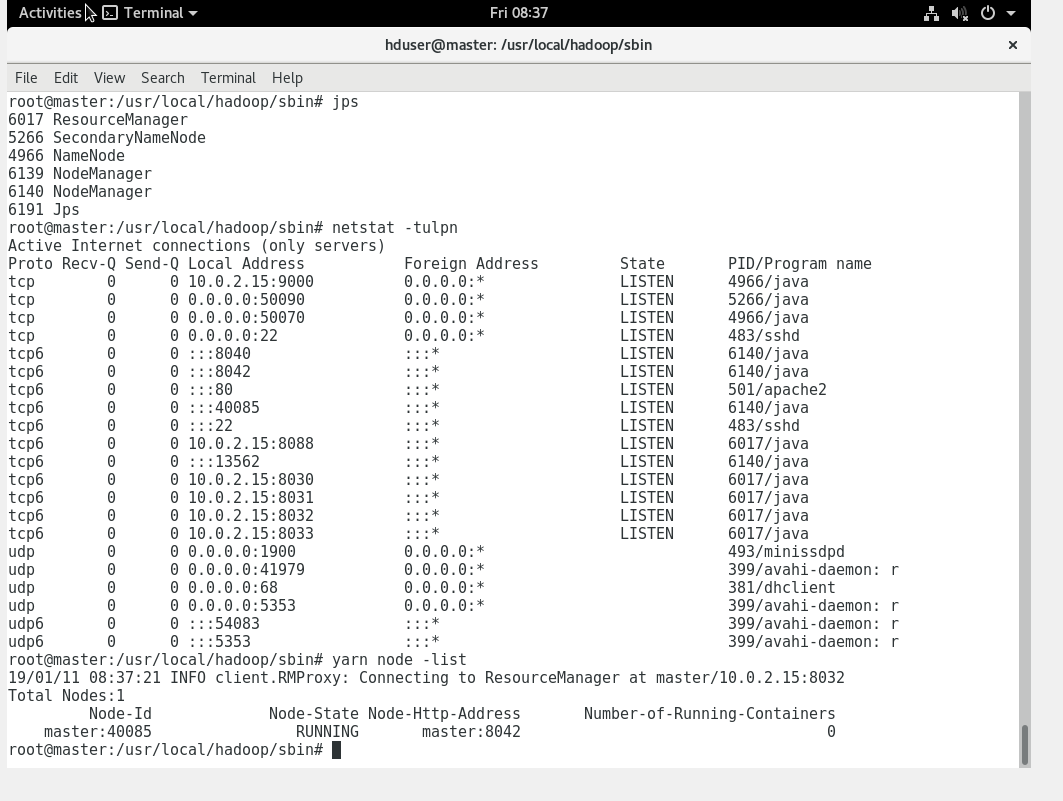 Activities Terminal Fri 08:37
hduser@master: /usr/local/hadoop/sbin ×
File Edit View Search Terminal Help
root@master:/usr/local/hadoop/sbin# jps
6017 ResourceManager
5266 SecondaryNameNode
4966 NameNode
6139 NodeManager
6140 NodeManager
6191 Jps
root@master:/usr/local/hadoop/sbin# netstat -tulpn
Active Internet connections (only servers)
Proto Recv-Q Send-Q Local Address           Foreign Address         State       PID/Program name
tcp        0      0 10.0.2.15:9000          0.0.0.0:*               LISTEN      4966/java
tcp        0      0 0.0.0.0:50090           0.0.0.0:*               LISTEN      5266/java
tcp        0      0 0.0.0.0:50070           0.0.0.0:*               LISTEN      4966/java
tcp        0      0 0.0.0.0:22              0.0.0.0:*               LISTEN      483/sshd
tcp6       0      0 :::8040                 :::*                    LISTEN      6140/java
tcp6       0      0 :::8042                 :::*                    LISTEN      6140/java
tcp6       0      0 :::80                   :::*                    LISTEN      501/apache2
tcp6       0      0 :::40085                :::*                    LISTEN      6140/java
tcp6       0      0 :::22                   :::*                    LISTEN      483/sshd
tcp6       0      0 10.0.2.15:8088          :::*                    LISTEN      6017/java
tcp6       0      0 :::13562                :::*                    LISTEN      6140/java
tcp6       0      0 10.0.2.15:8030          :::*                    LISTEN      6017/java
tcp6       0      0 10.0.2.15:8031          :::*                    LISTEN      6017/java
tcp6       0      0 10.0.2.15:8032          :::*                    LISTEN      6017/java
tcp6       0      0 10.0.2.15:8033          :::*                    LISTEN      6017/java
udp        0      0 0.0.0.0:1900            0.0.0.0:*                           493/minissdpd
udp        0      0 0.0.0.0:41979           0.0.0.0:*                           399/avahi-daemon: r
udp        0      0 0.0.0.0:68              0.0.0.0:*                           381/dhclient
udp        0      0 0.0.0.0:5353            0.0.0.0:*                           399/avahi-daemon: r
udp6       0      0 :::54083                :::*                                399/avahi-daemon: r
udp6       0      0 :::5353                 :::*                                399/avahi-daemon: r
root@master:/usr/local/hadoop/sbin# yarn node -list
19/01/11 08:37:21 INFO client.RMProxy: Connecting to ResourceManager at master/10.0.2.15:8032
Total Nodes:1
         Node-Id             Node-State Node-Http-Address       Number-of-Running-Containers
    master:40085                RUNNING       master:8042                                  0
root@master:/usr/local/hadoop/sbin#